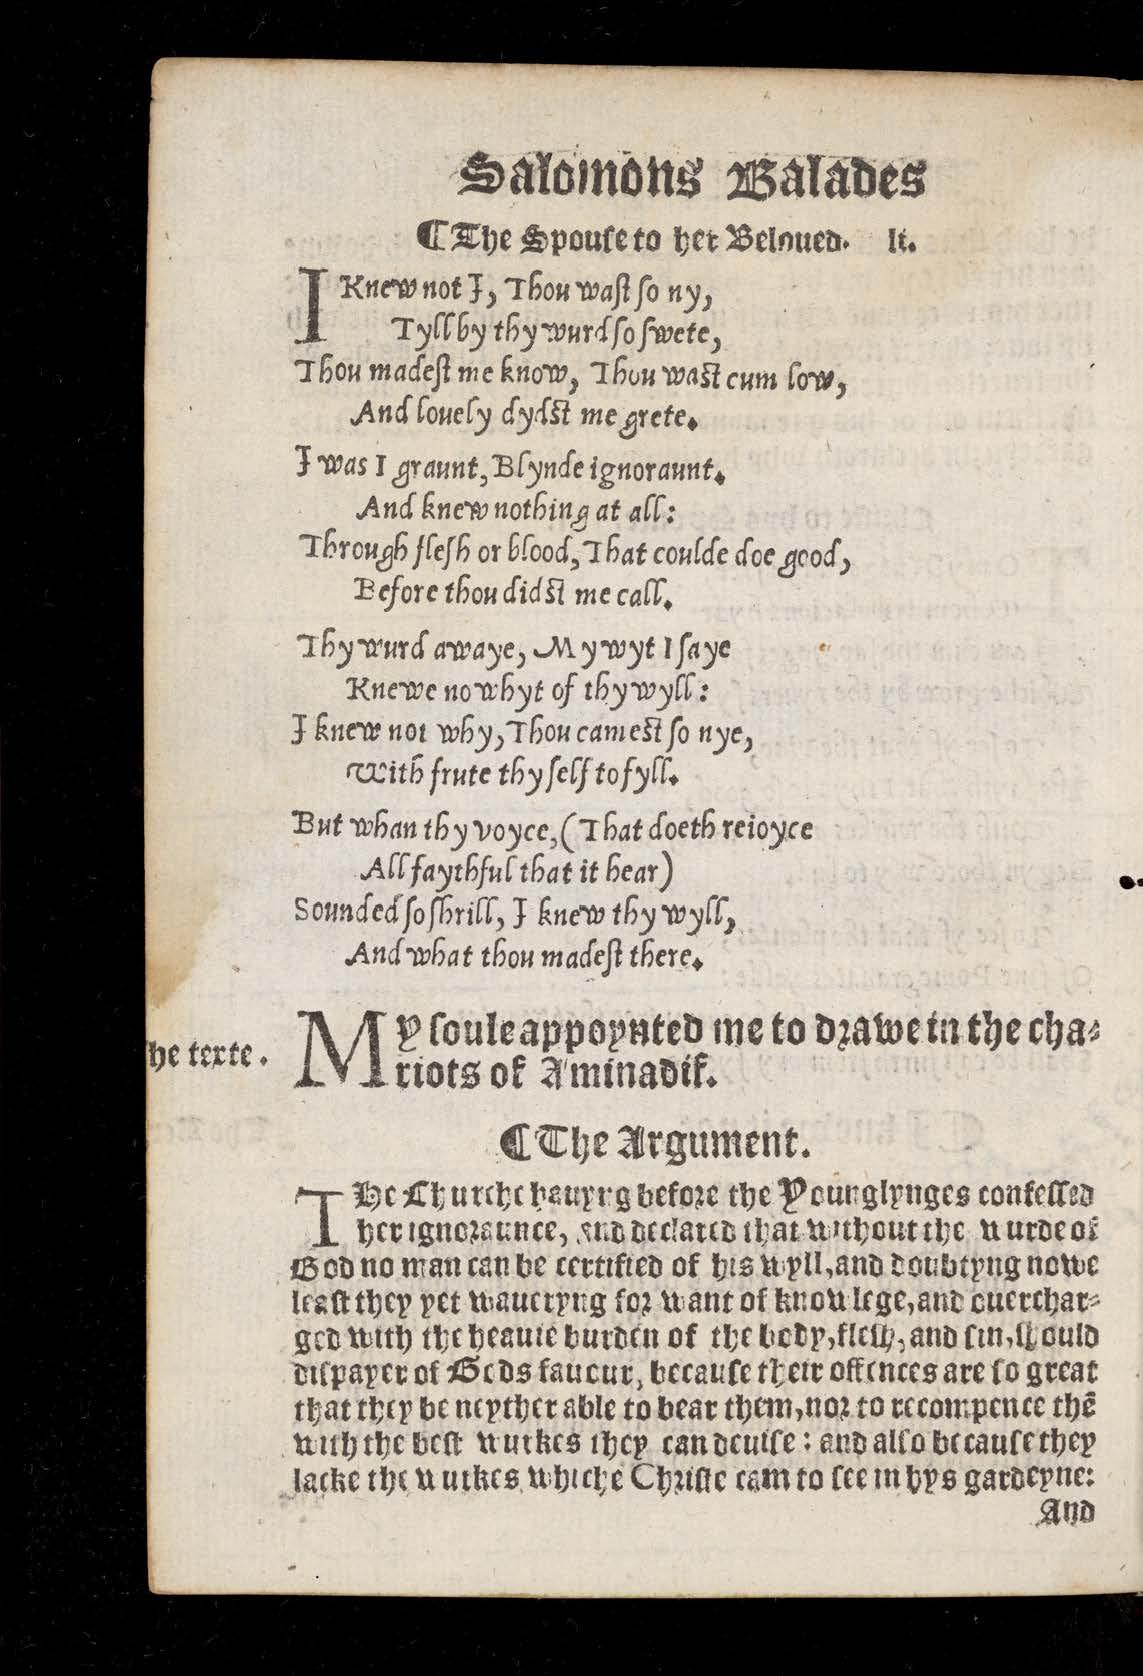 Salomons Balades
¶The Spouse to her Beloued. li.
I Knew not I, Thou wast so ny,
Tyll by thy wurd so swete,
Thou madest me know, Thou wast cum low,
And louely dydst me grete.
I was I graunt, Blynde ignoraunt.
And knew nothing at all:
Through flesh or blood, That coulde doe good,
Before thou didst me call.
Thy wurd awaye, My wyt I saye
Knewe no whyt of thy wyll:
I knew not why, Thou camest so nye,
With frute thy self to fyll.
But whan thy voyce, (That doeth reioyce
All faythful that it hear)
Sounded so shrill, I knew thy wyll,
And what thou madest there.
he texte.
My soule appoynted me to drawe in the cha=
riots of Aminadif.
¶The Argument.
THe Churche hauyng before the Younglynges confessed
her ignoraunce, and declared that without the wurde of
God no man can be certified of his wyll, and doubtyng nowe
least they yet waueryng for want of knowlege, and ouerchar=
ged with the heauie burden of the body, flesh, and sin, should
dispayer of Gods fauour, because their offences are so great
that they be neyther able to bear them, nor to recompence thē
with the best wurkes they can deuise: and also because they
lacke the wurkes whiche Christe cam to see in hys gardeyne:
And